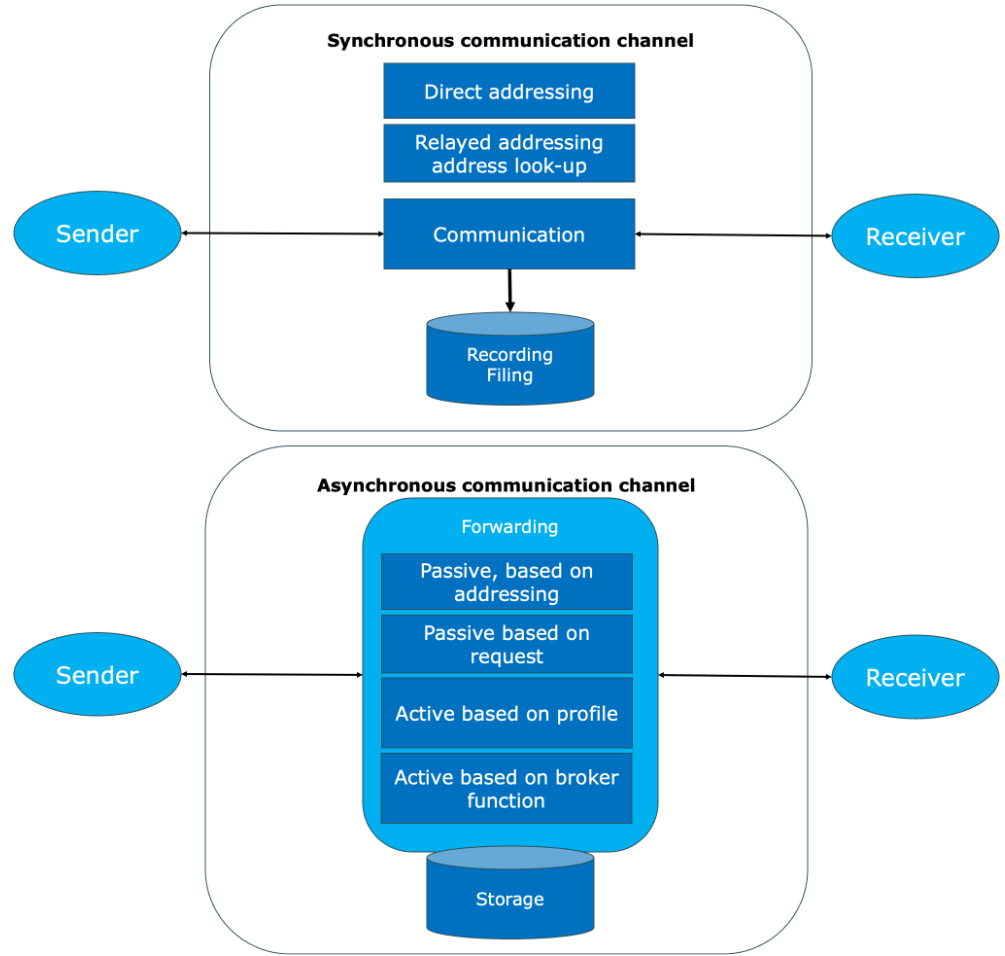 Synchronous communication channel
Direct addressing
Relayed addressing
address look-up
Sender
Communication
Receiver
Recording
Filing
Asynchronous communication channel
Forwarding
Passive, based on
addressing
Passive based on
request
Sender
Receiver
Active based on profile
Active based on broker
function
Storage